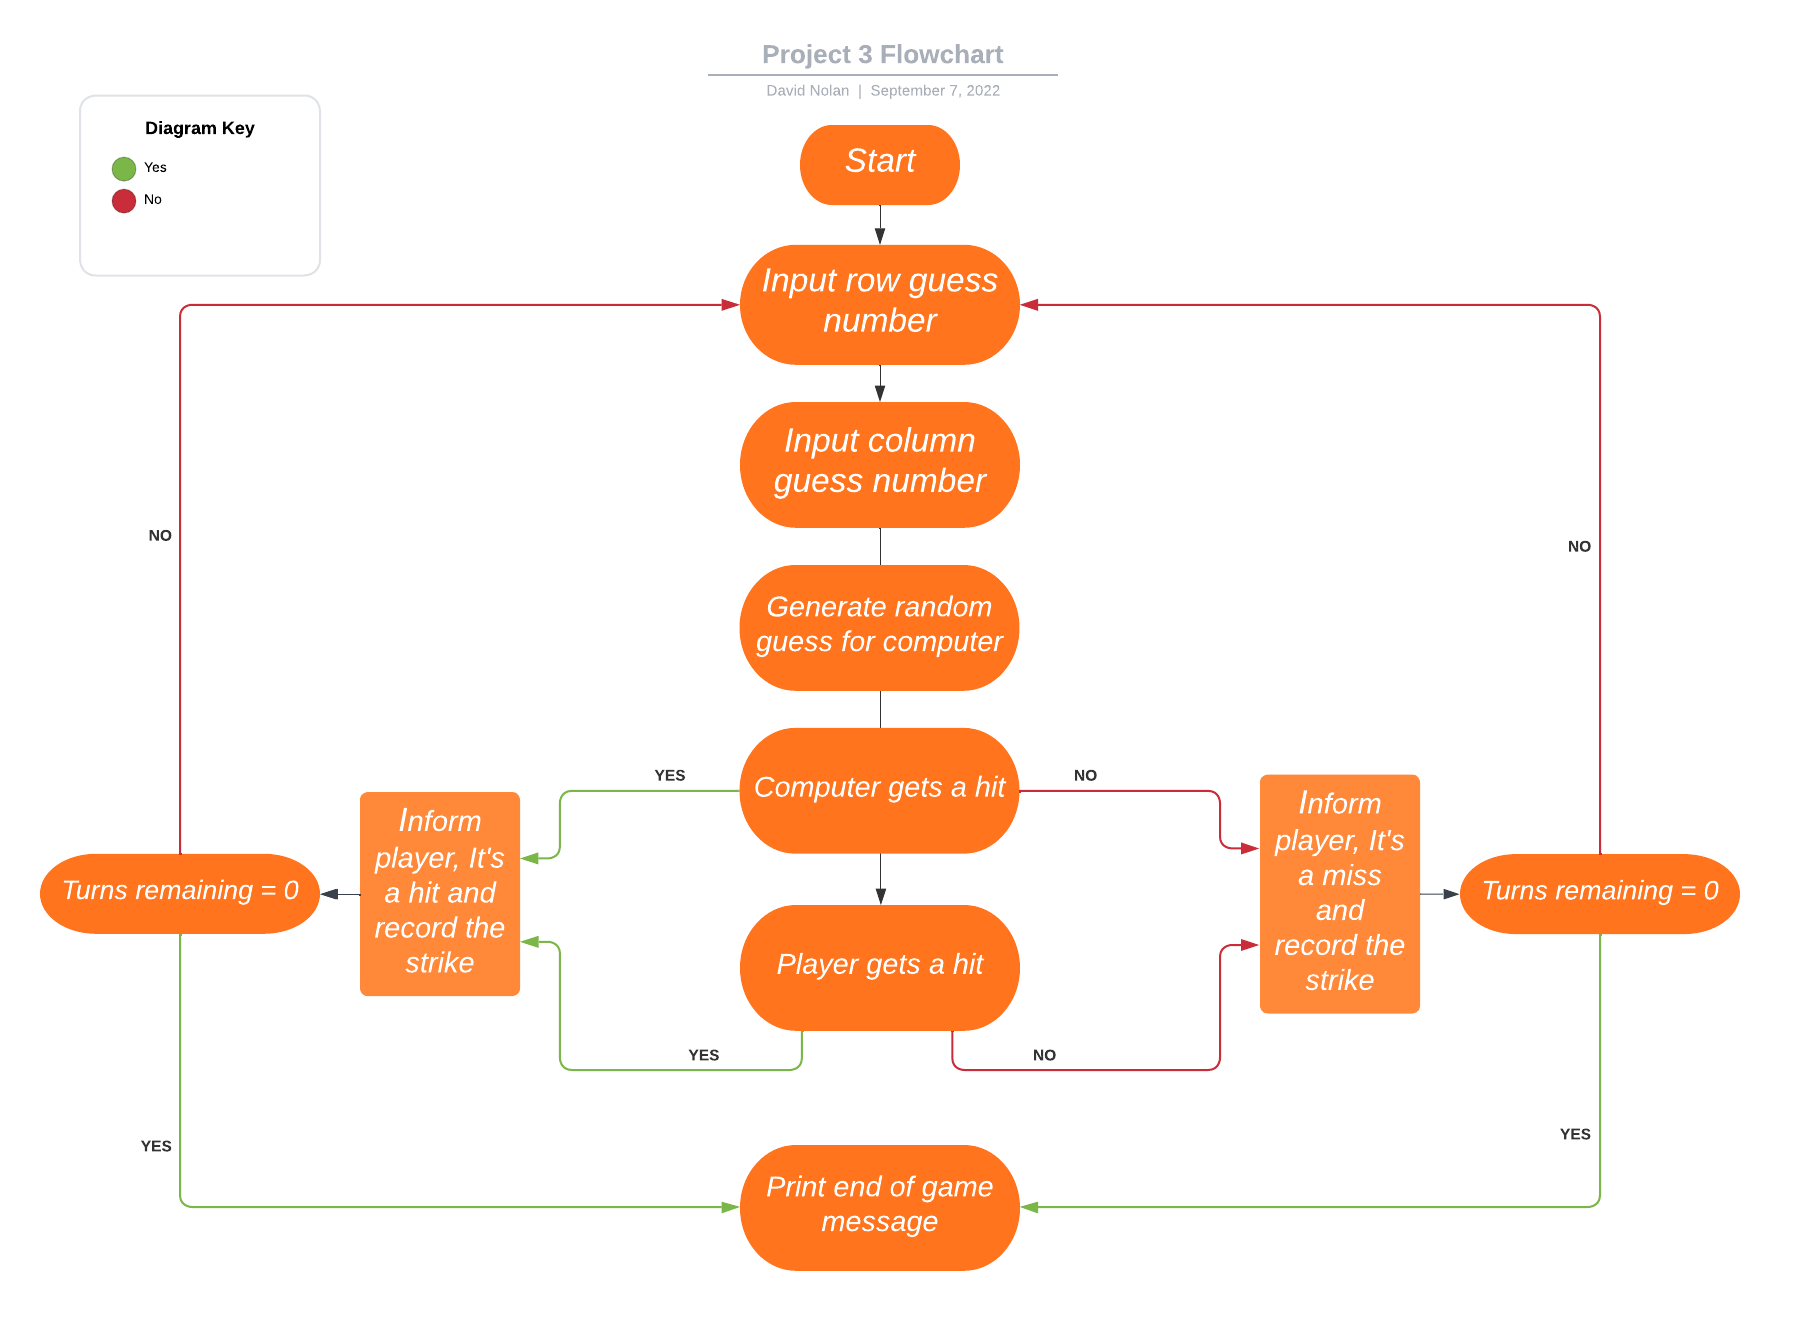 Project 3 Flowchart
David Nolan | September 7, 2022
Diagram Key
Yes
No
Start
Input row guess
number
Input column
guess number
NO
NO
Generate random
guess for computer
YES
Computer gets a hit
NO
Inform
player, It's
a hit and
record the
strike
Inform
player, It's
a miss
and
record the
strike
Turns remaining = 0
Turns remaining = 0
Player gets a hit
YES
NO
YES
YES
Print end of game
message